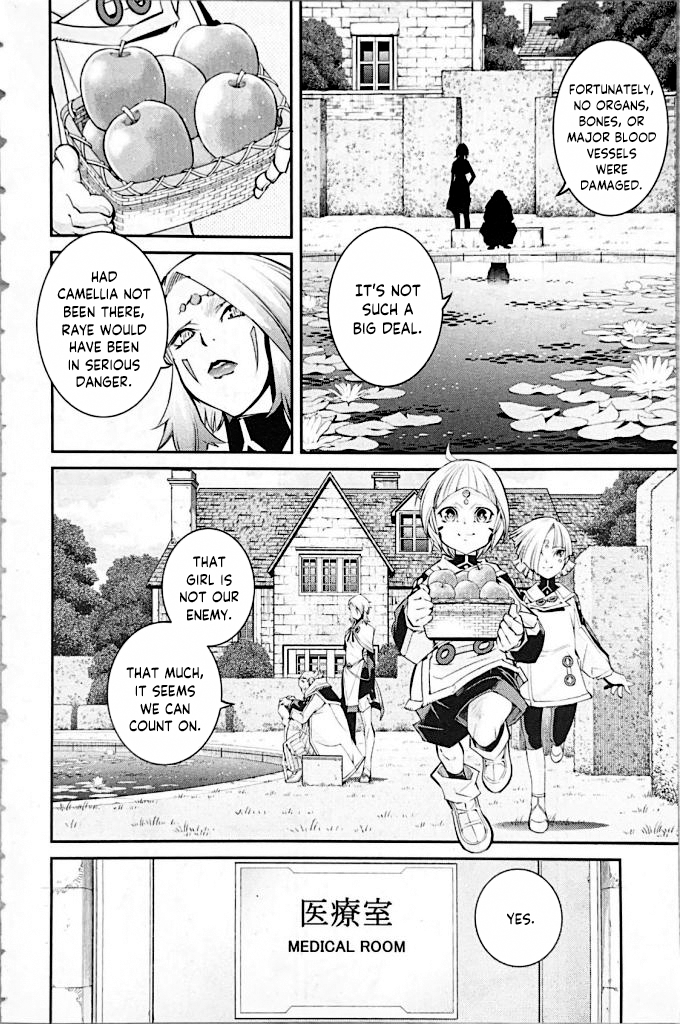 FORTUNATELY,
NO ORGANS,
BONES, OR
MAJOR BLOOD
VESSELS
WERE
DAMAGED.
IT'S NOT
SUCH A
BIG DEAL.
HAD
CAMELLIA NOT
BEEN THERE,
RAYE WOULD
HAVE BEEN
IN SERIOUS
DANGER.
THAT
GIRL IS
NOT OUR
ENEMY.
THAT MUCH,
IT SEEMS
WE CAN
COUNT ON.
YES.
医療室
MEDICAL ROOM